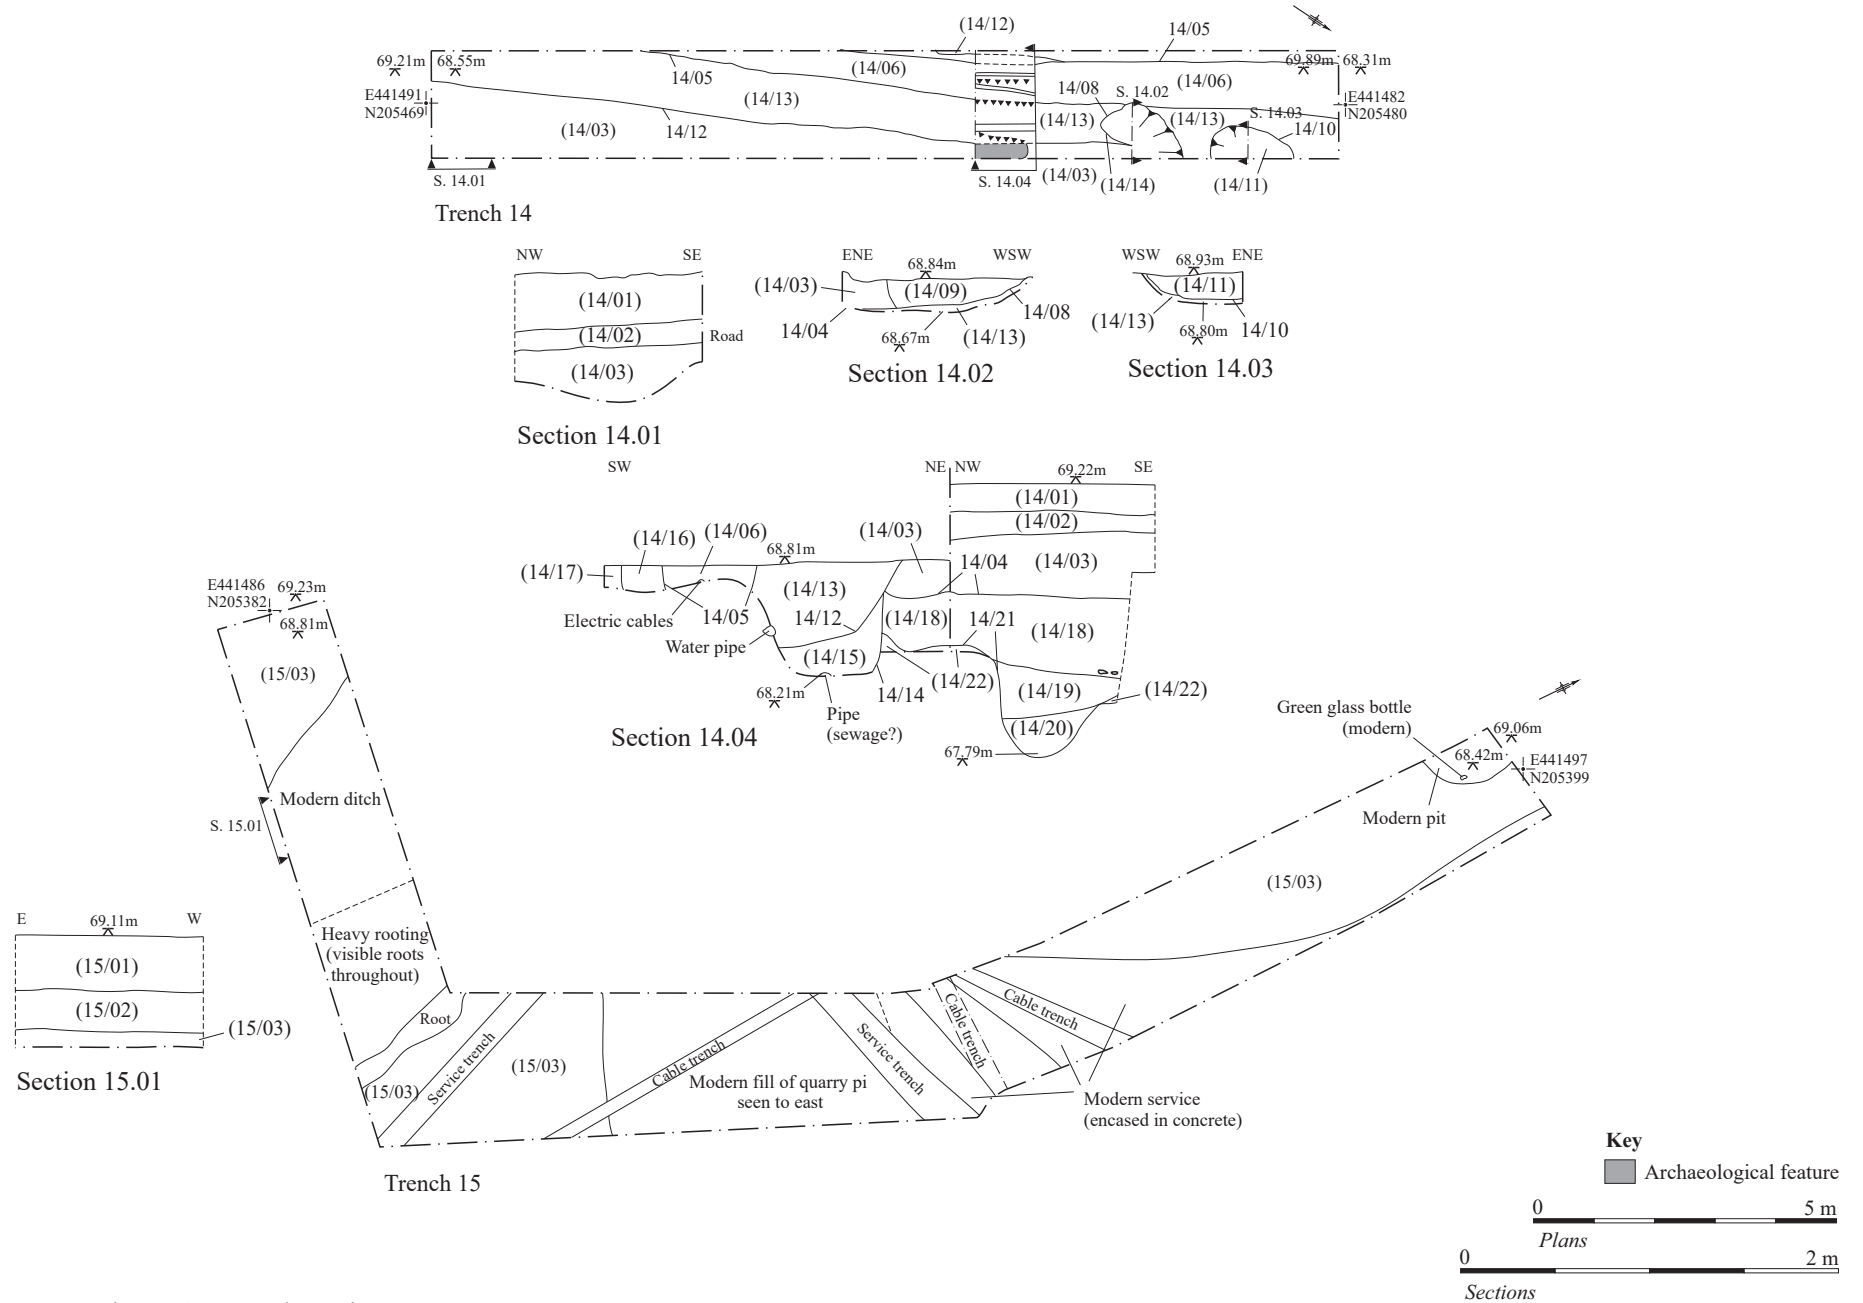 (14/12)
14/05
69.21m
68.55m
14/05
(14/06)
(14/06)
69.89m
68.31m
E441491
N205469
(14/13)
14/08
S. 14.02
E441482
N205480
(14/03)
14/12
(14/13)
(14/13)
S. 14.03
14/10
S. 14.01
S. 14.04
(14/03)
(14/14)
(14/11)
Trench 14
NW
SE
(14/01)
(14/02)
Road
(14/03)
Section 14.01
ENE
WSW
68.84m
(14/03)
(14/09)
14/08
14/04
68.67m
(14/13)
Section 14.02
WSW
ENE
68.93m
(14/11)
(14/13)
68.80m
14/10
Section 14.03
SW
NE
NW
SE
69.22m
(14/01)
(14/02)
(14/03)
(14/16)
(14/06)
68.81m
(14/03)
14/04
(14/17)
(14/13)
Electric cables
14/05
14/12
(14/18)
14/21
(14/18)
Water pipe
(14/15)
(14/22)
14/14
(14/19)
(14/22)
68.21m
Pipe
(sewage?)
(14/20)
67.79m
Section 14.04
E441486
N205382
69.23m
68.81m
(15/03)
Modern ditch
S. 15.01
Heavy rooting
(visible roots
throughout)
Root
(15/03)
Service trench
(15/03)
Cable trench
Modern fill of quarry pi
seen to east
Service trench
Cable trench
Cable trench
Modern service
(encased in concrete)
(15/03)
Green glass bottle
(modern)
69.06m
68.42m
E441497
N205399
Modern pit
Trench 15
E
W
69.11m
(15/01)
(15/02)
(15/03)
Section 15.01
Key
Archaeological feature
0
5 m
Plans
0
2 m
Sections